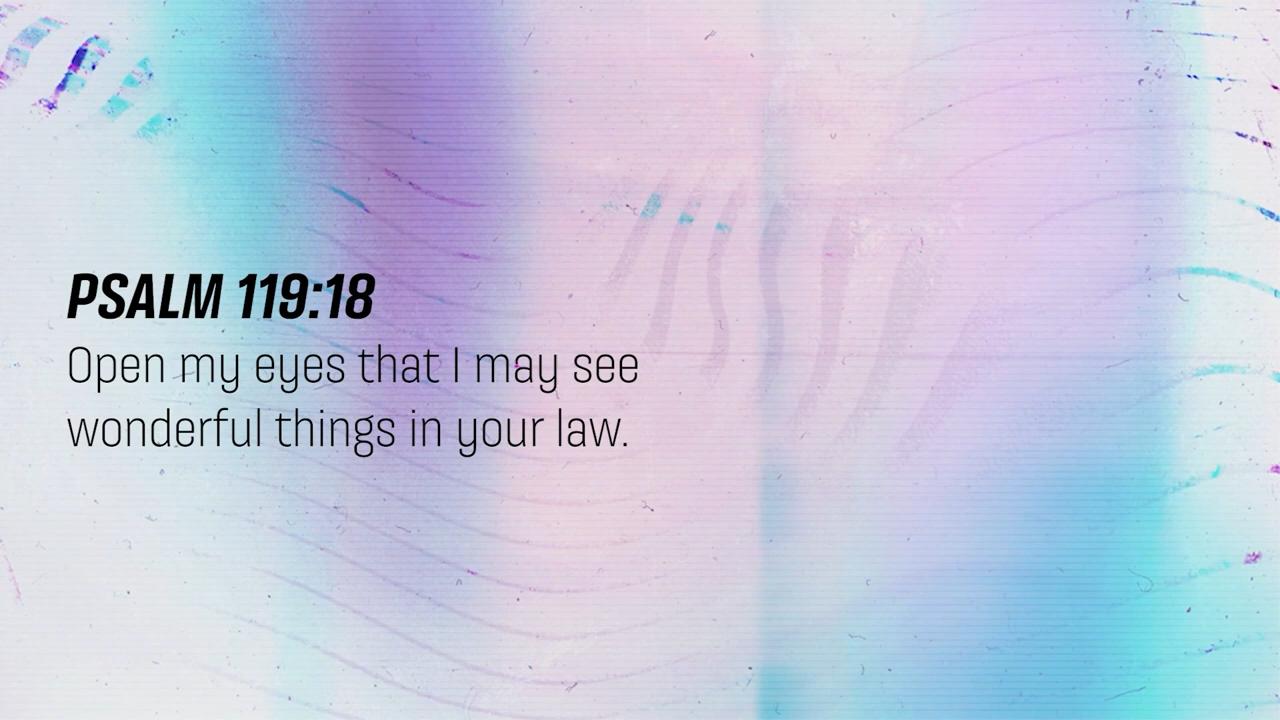 PSALM 119:18
Open my eyes that I may see
wonderful things in your law.